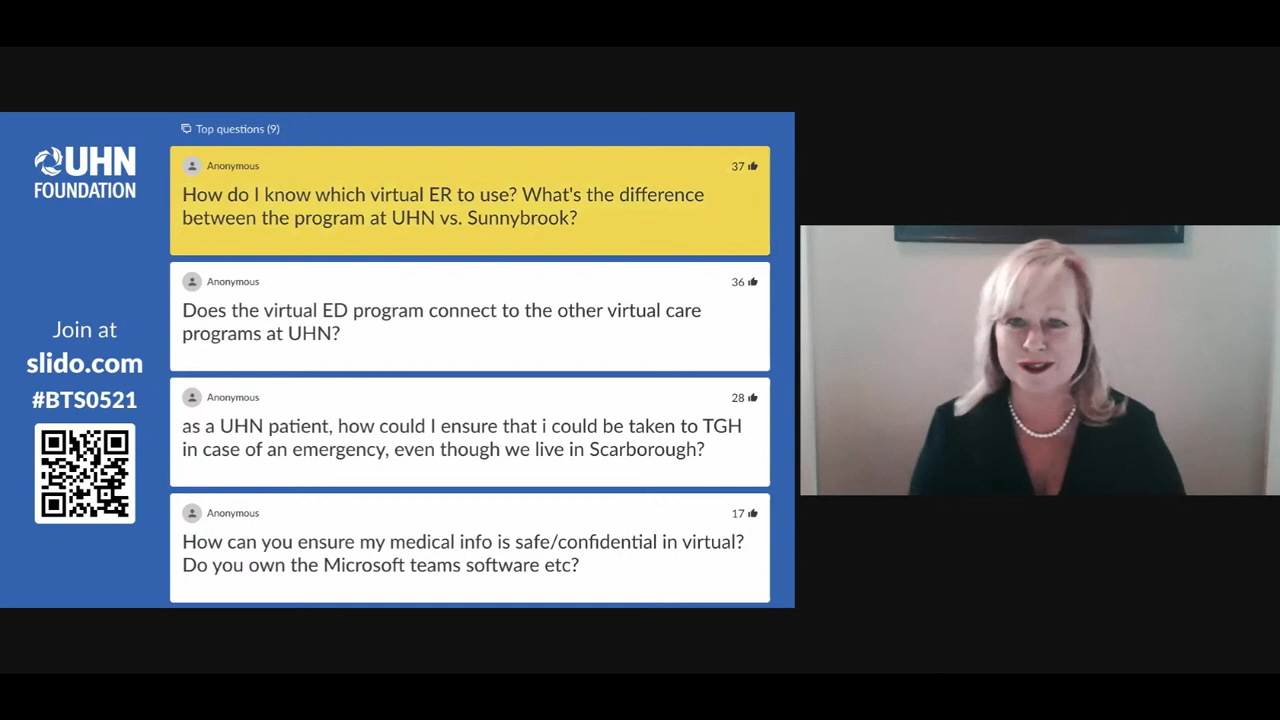 UHN
FOUNDATION
Join at
slido.com
#BTS0521
Top questions (9)
Anonymous
37
How do I know which virtual ER to use? What's the difference
between the program at UHN vs. Sunnybrook?
Anonymous
36
Does the virtual ED program connect to the other virtual care
programs at UHN?
Anonymous
28
as a UHN patient, how could I ensure that i could be taken to TGH
in case of an emergency, even though we live in Scarborough?
Anonymous
17
How can you ensure my medical info is safe/confidential in virtual?
Do you own the Microsoft teams software etc?